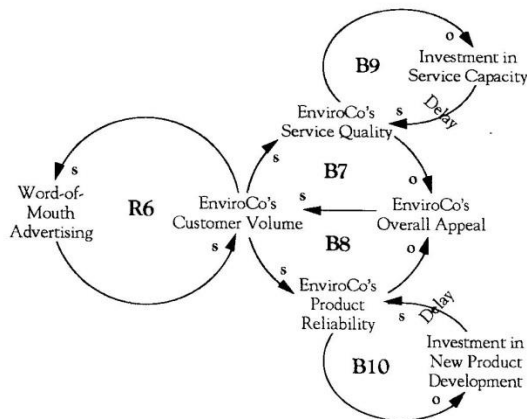 o
B9
Investment in
Service Capacity
Delay
s
EnviroCo's
Service Quality
s
B7
o
s
Word-of-
Mouth
Advertising
R6
s
EnviroCo's
Customer Volume
s
EnviroCo's
Overall Appeal
B8
s
o
EnviroCo's
Product
Reliability
s
Delay
B10
Investment in
New Product
Development
o